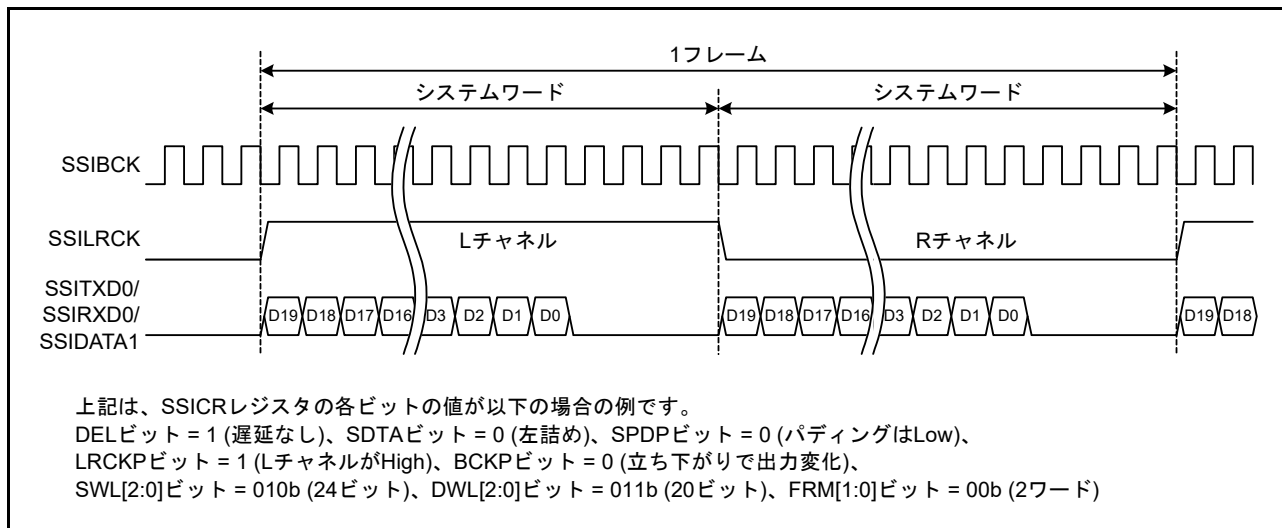 1フレーム
システムワード
システムワード
SSIBCK
SSILRCK
Lチャネル
Rチャネル
SSITXD0/
SSIRXD0/
SSIDATA1
D19 D18 D17 D16 D3 D2 D1 D0 D19 D18 D17 D16 D3 D2 D1 D0 D19 D18
上記は、SSICRレジスタの各ビットの値が以下の場合の例です。
DELビット = 1 (遅延なし)、SDTAビット = 0 (左詰め)、SPDPビット = 0 (パディングはLow)、
LRCKPビット = 1 (LチャネルがHigh)、BCKPビット = 0 (立ち下がりで出力変化)、
SWL[2:0]ビット = 010b (24ビット)、DWL[2:0]ビット = 011b (20ビット)、FRM[1:0]ビット = 00b (2ワード)